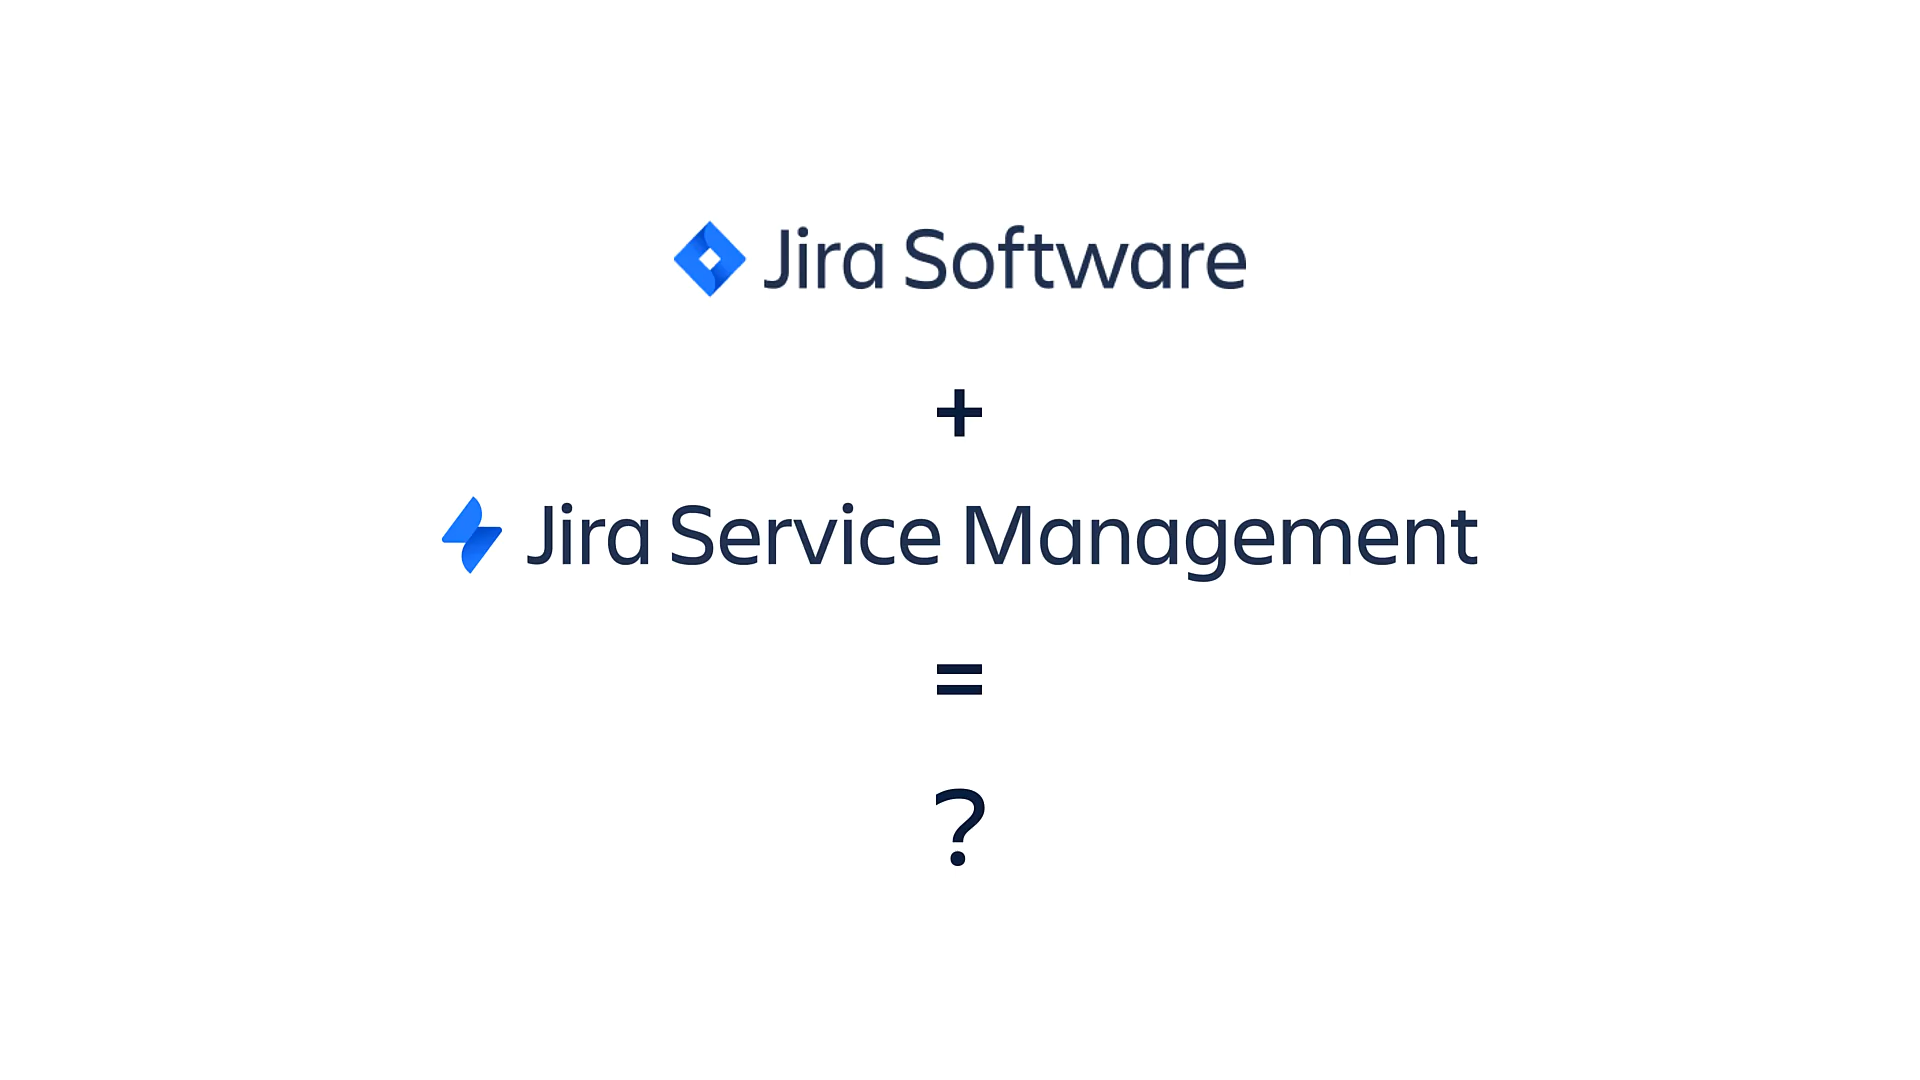 Jira Software
+
Jira Service Management
=
?